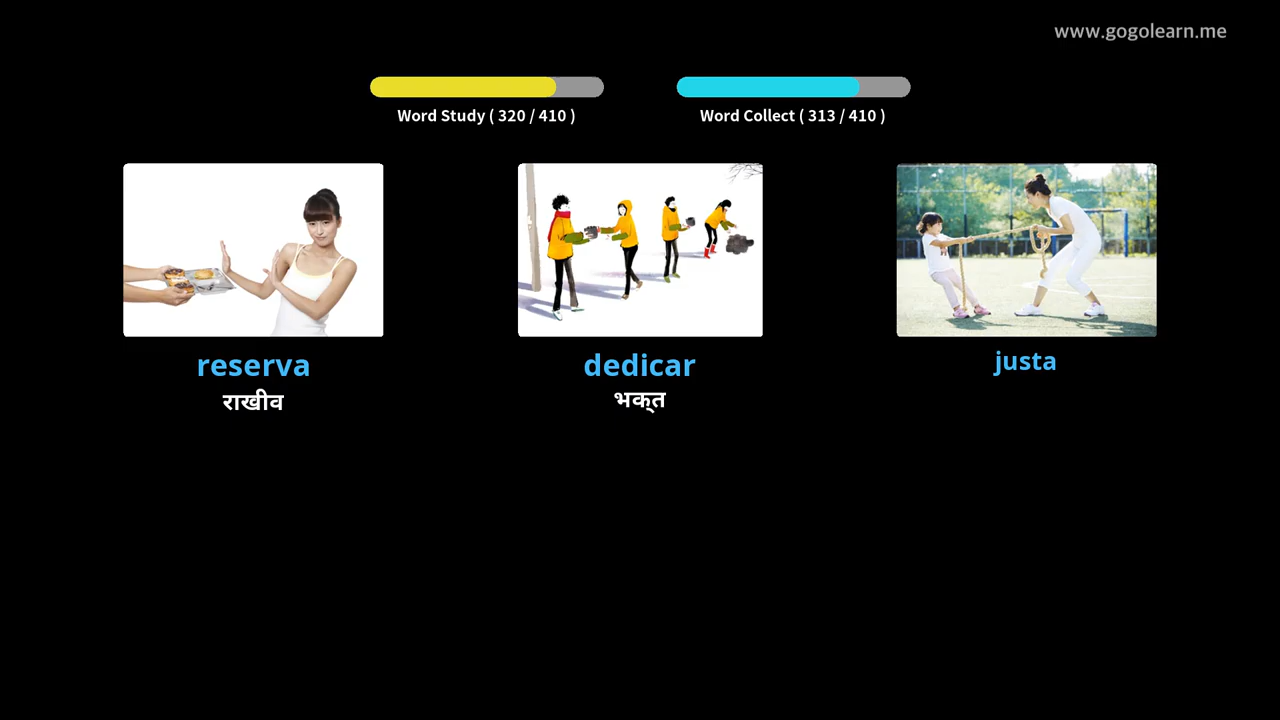 www.gogolearn.me
Word Study ( 320 / 410 )
Word Collect ( 313 / 410 )
reserva
राखीव
dedicar
भक्‍त
justa